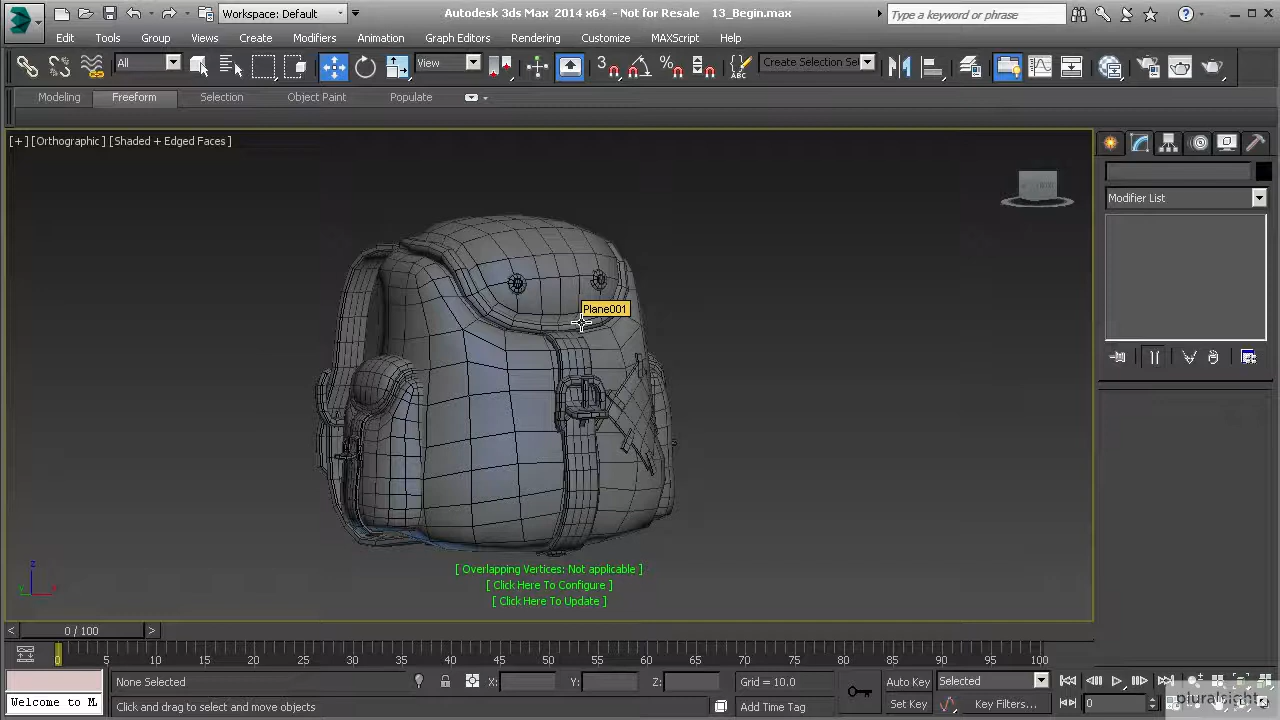 Workspace: Default
Autodesk 3ds Max 2014 x64 - Not for Resale 13_Begin.max
Type a keyword or phrase
Edit Tools Group Views Create Modifiers Animation Graph Editors Rendering Customize MAXScript Help
All View Create Selection Se
Modeling Freeform Selection Object Paint Populate
[+] [Orthographic ] [Shaded + Edged Faces ]
Modifier List
Plane001
[ Overlapping Vertices: Not applicable ]
[ Click Here To Configure ]
[ Click Here To Update ]
z
x
y
< 0 / 100 >
0 5 10 15 20 25 30 35 40 45 50 55 60 65 70 75 80 85 90 95 100
None Selected X: Y: Z: Grid = 10.0 Auto Key Selected
Welcome to M Click and drag to select and move objects Add Time Tag Set Key Key Filters... 0
pluralsight